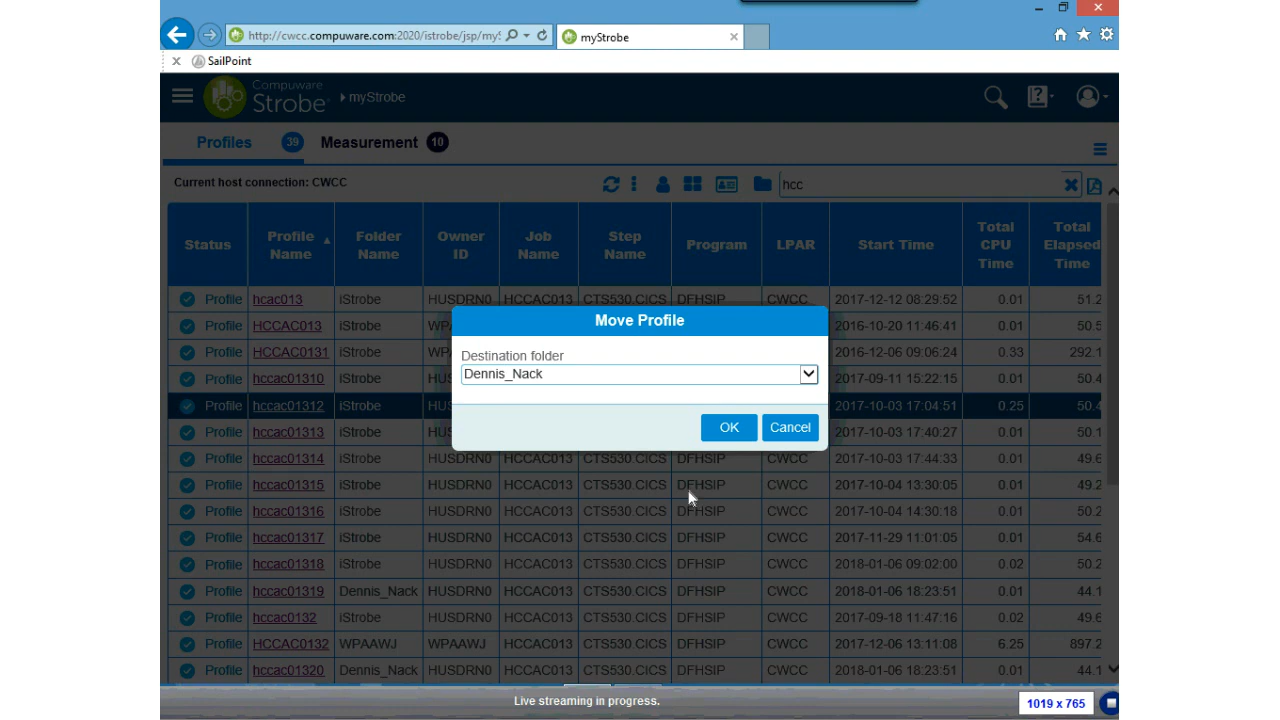 http://cwcc.compuware.com:2020/istrobe/jsp/my
myStrobe
SailPoint
Compuware
Strobe
myStrobe
Profiles 39 Measurement 10
Current host connection: CWCC
hcc
Status Profile Name Folder Name Owner ID Job Name Step Name Program LPAR Start Time Total CPU Time Total Elapsed Time
Profile hcac013 iStrobe HUSDRN0 HCCAC013 CTS530.CICS DFHSIP CWCC 2017-12-12 08:29:52 0.01 51.2
Profile HCCAC013 iStrobe 2016-10-20 11:46:41 0.01 50.5
Profile HCCAC0131 iStrobe 2016-12-06 09:06:24 0.33 292.1
Profile hccac01310 iStrobe 2017-09-11 15:22:15 0.01 50.4
Profile hccac01312 iStrobe 2017-10-03 17:04:51 0.25 50.4
Profile hccac01313 iStrobe 2017-10-03 17:40:27 0.01 50.1
Profile hccac01314 iStrobe HUSDRN0 HCCAC013 CTS530.CICS DFHSIP CWCC 2017-10-03 17:44:33 0.01 49.6
Profile hccac01315 iStrobe HUSDRN0 HCCAC013 CTS530.CICS DFHSIP CWCC 2017-10-04 13:30:05 0.01 49.2
Profile hccac01316 iStrobe HUSDRN0 HCCAC013 CTS530.CICS DFHSIP CWCC 2017-10-04 14:30:18 0.01 50.2
Profile hccac01317 iStrobe HUSDRN0 HCCAC013 CTS530.CICS DFHSIP CWCC 2017-11-29 11:01:05 0.01 54.6
Profile hccac01318 iStrobe HUSDRN0 HCCAC013 CTS530.CICS DFHSIP CWCC 2018-01-06 09:02:00 0.02 50.2
Profile hccac01319 Dennis_Nack HUSDRN0 HCCAC013 CTS530.CICS DFHSIP CWCC 2018-01-06 18:23:51 0.01 44.1
Profile hccac0132 iStrobe HUSDRN0 HCCAC013 CTS530.CICS DFHSIP CWCC 2017-09-18 11:47:16 0.02 49.6
Profile HCCAC0132 WPAAWJ WPAAWJ HCCAC013 CTS530.CICS DFHSIP CWCC 2017-12-06 13:11:08 6.25 897.2
Profile hccac01320 Dennis_Nack HUSDRN0 HCCAC013 CTS530.CICS DFHSIP CWCC 2018-01-06 18:23:51 0.01 44.1
Move Profile
Destination folder
Dennis_Nack
OK Cancel
Live streaming in progress.
1019 x 765